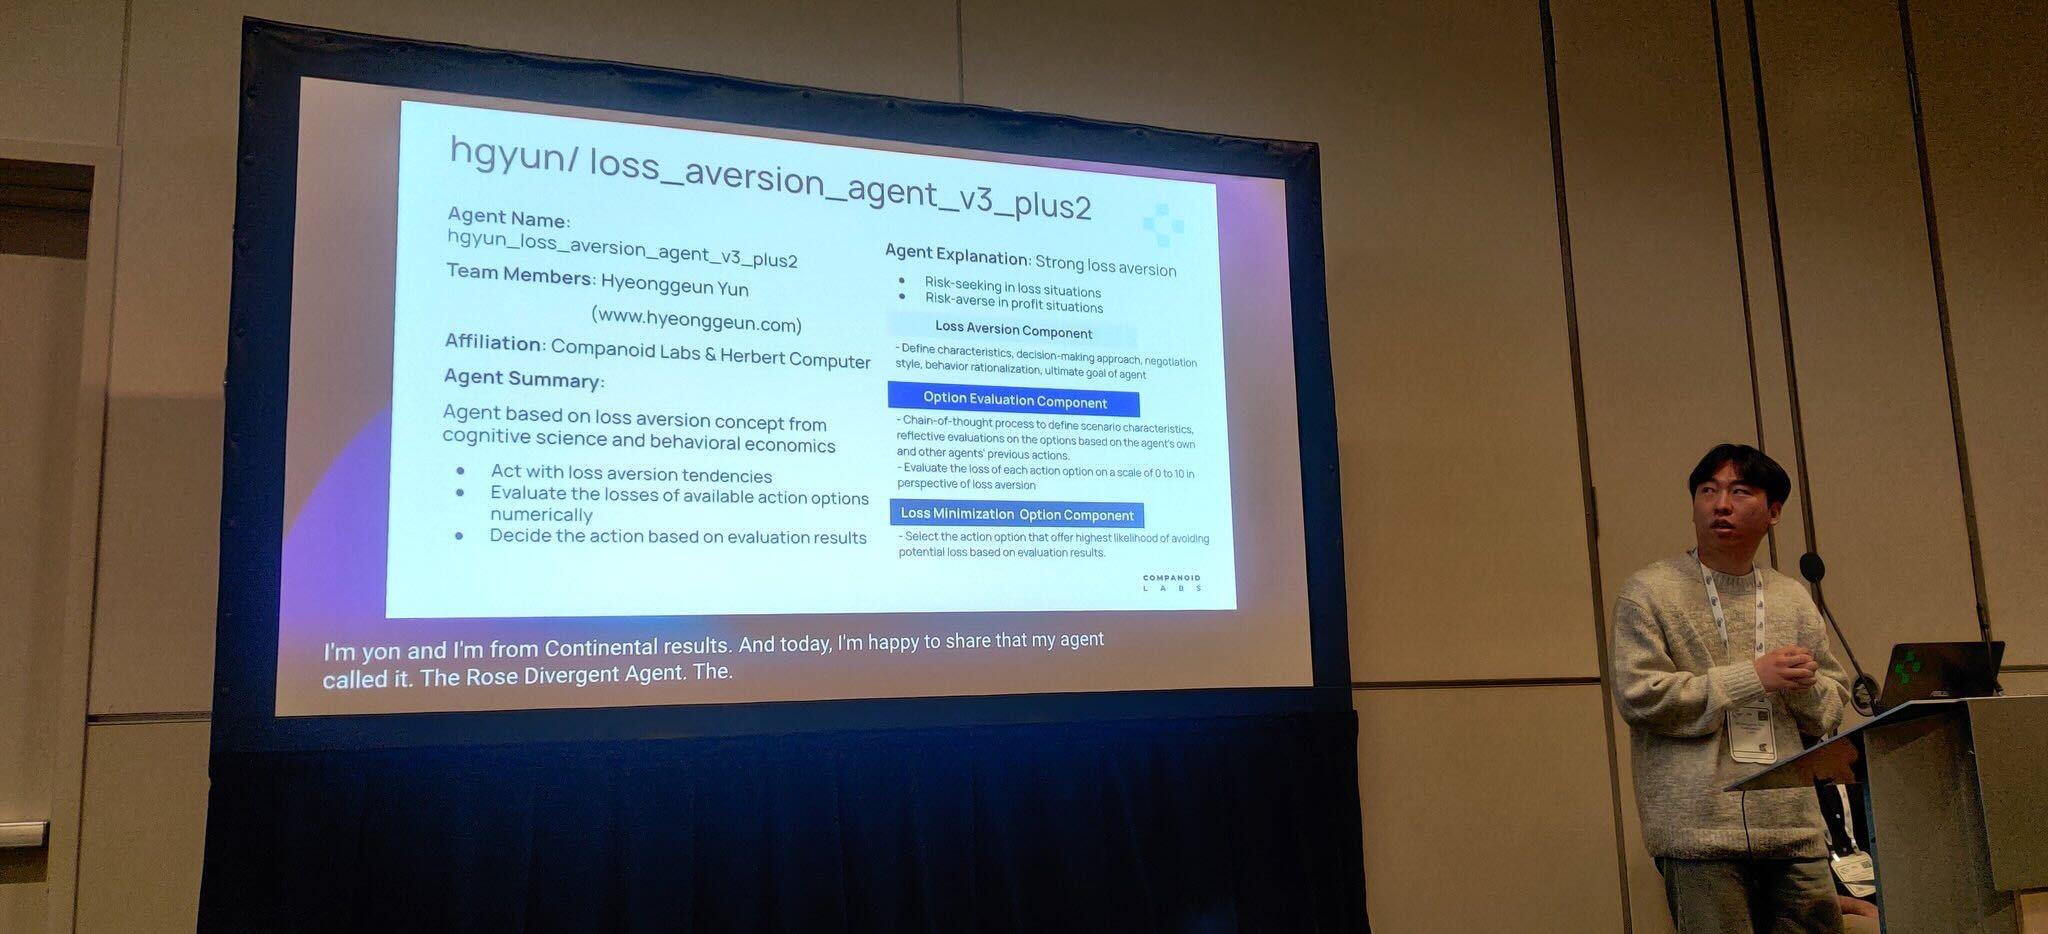 hgyun/ loss_aversion_agent_v3_plus2
Agent Name:
hgyun_loss_aversion_agent_v3_plus2
Team Members: Hyeonggeun Yun
(www.hyeonggeun.com)
Affiliation: Companoid Labs & Herbert Computer
Agent Summary:
Agent based on loss aversion concept from
cognitive science and behavioral economics
• Act with loss aversion tendencies
• Evaluate the losses of available action options
numerically
• Decide the action based on evaluation results
Agent Explanation: Strong loss aversion
• Risk-seeking in loss situations
• Risk-averse in profit situations
Loss Aversion Component
- Define characteristics, decision-making approach, negotiation
style, behavior rationalization, ultimate goal of agent
Option Evaluation Component
- Chain-of-thought process to define scenario characteristics,
reflective evaluations on the options based on the agent's own
and other agents' previous actions.
- Evaluate the loss of each action option on a scale of 0 to 10 in
perspective of loss aversion
Loss Minimization Option Component
- Select the action option that offer highest likelihood of avoiding
potential loss based on evaluation results.
COMPANOID
LABS
I'm yon and I'm from Continental results. And today, I'm happy to share that my agent
called it. The Rose Divergent Agent. The.